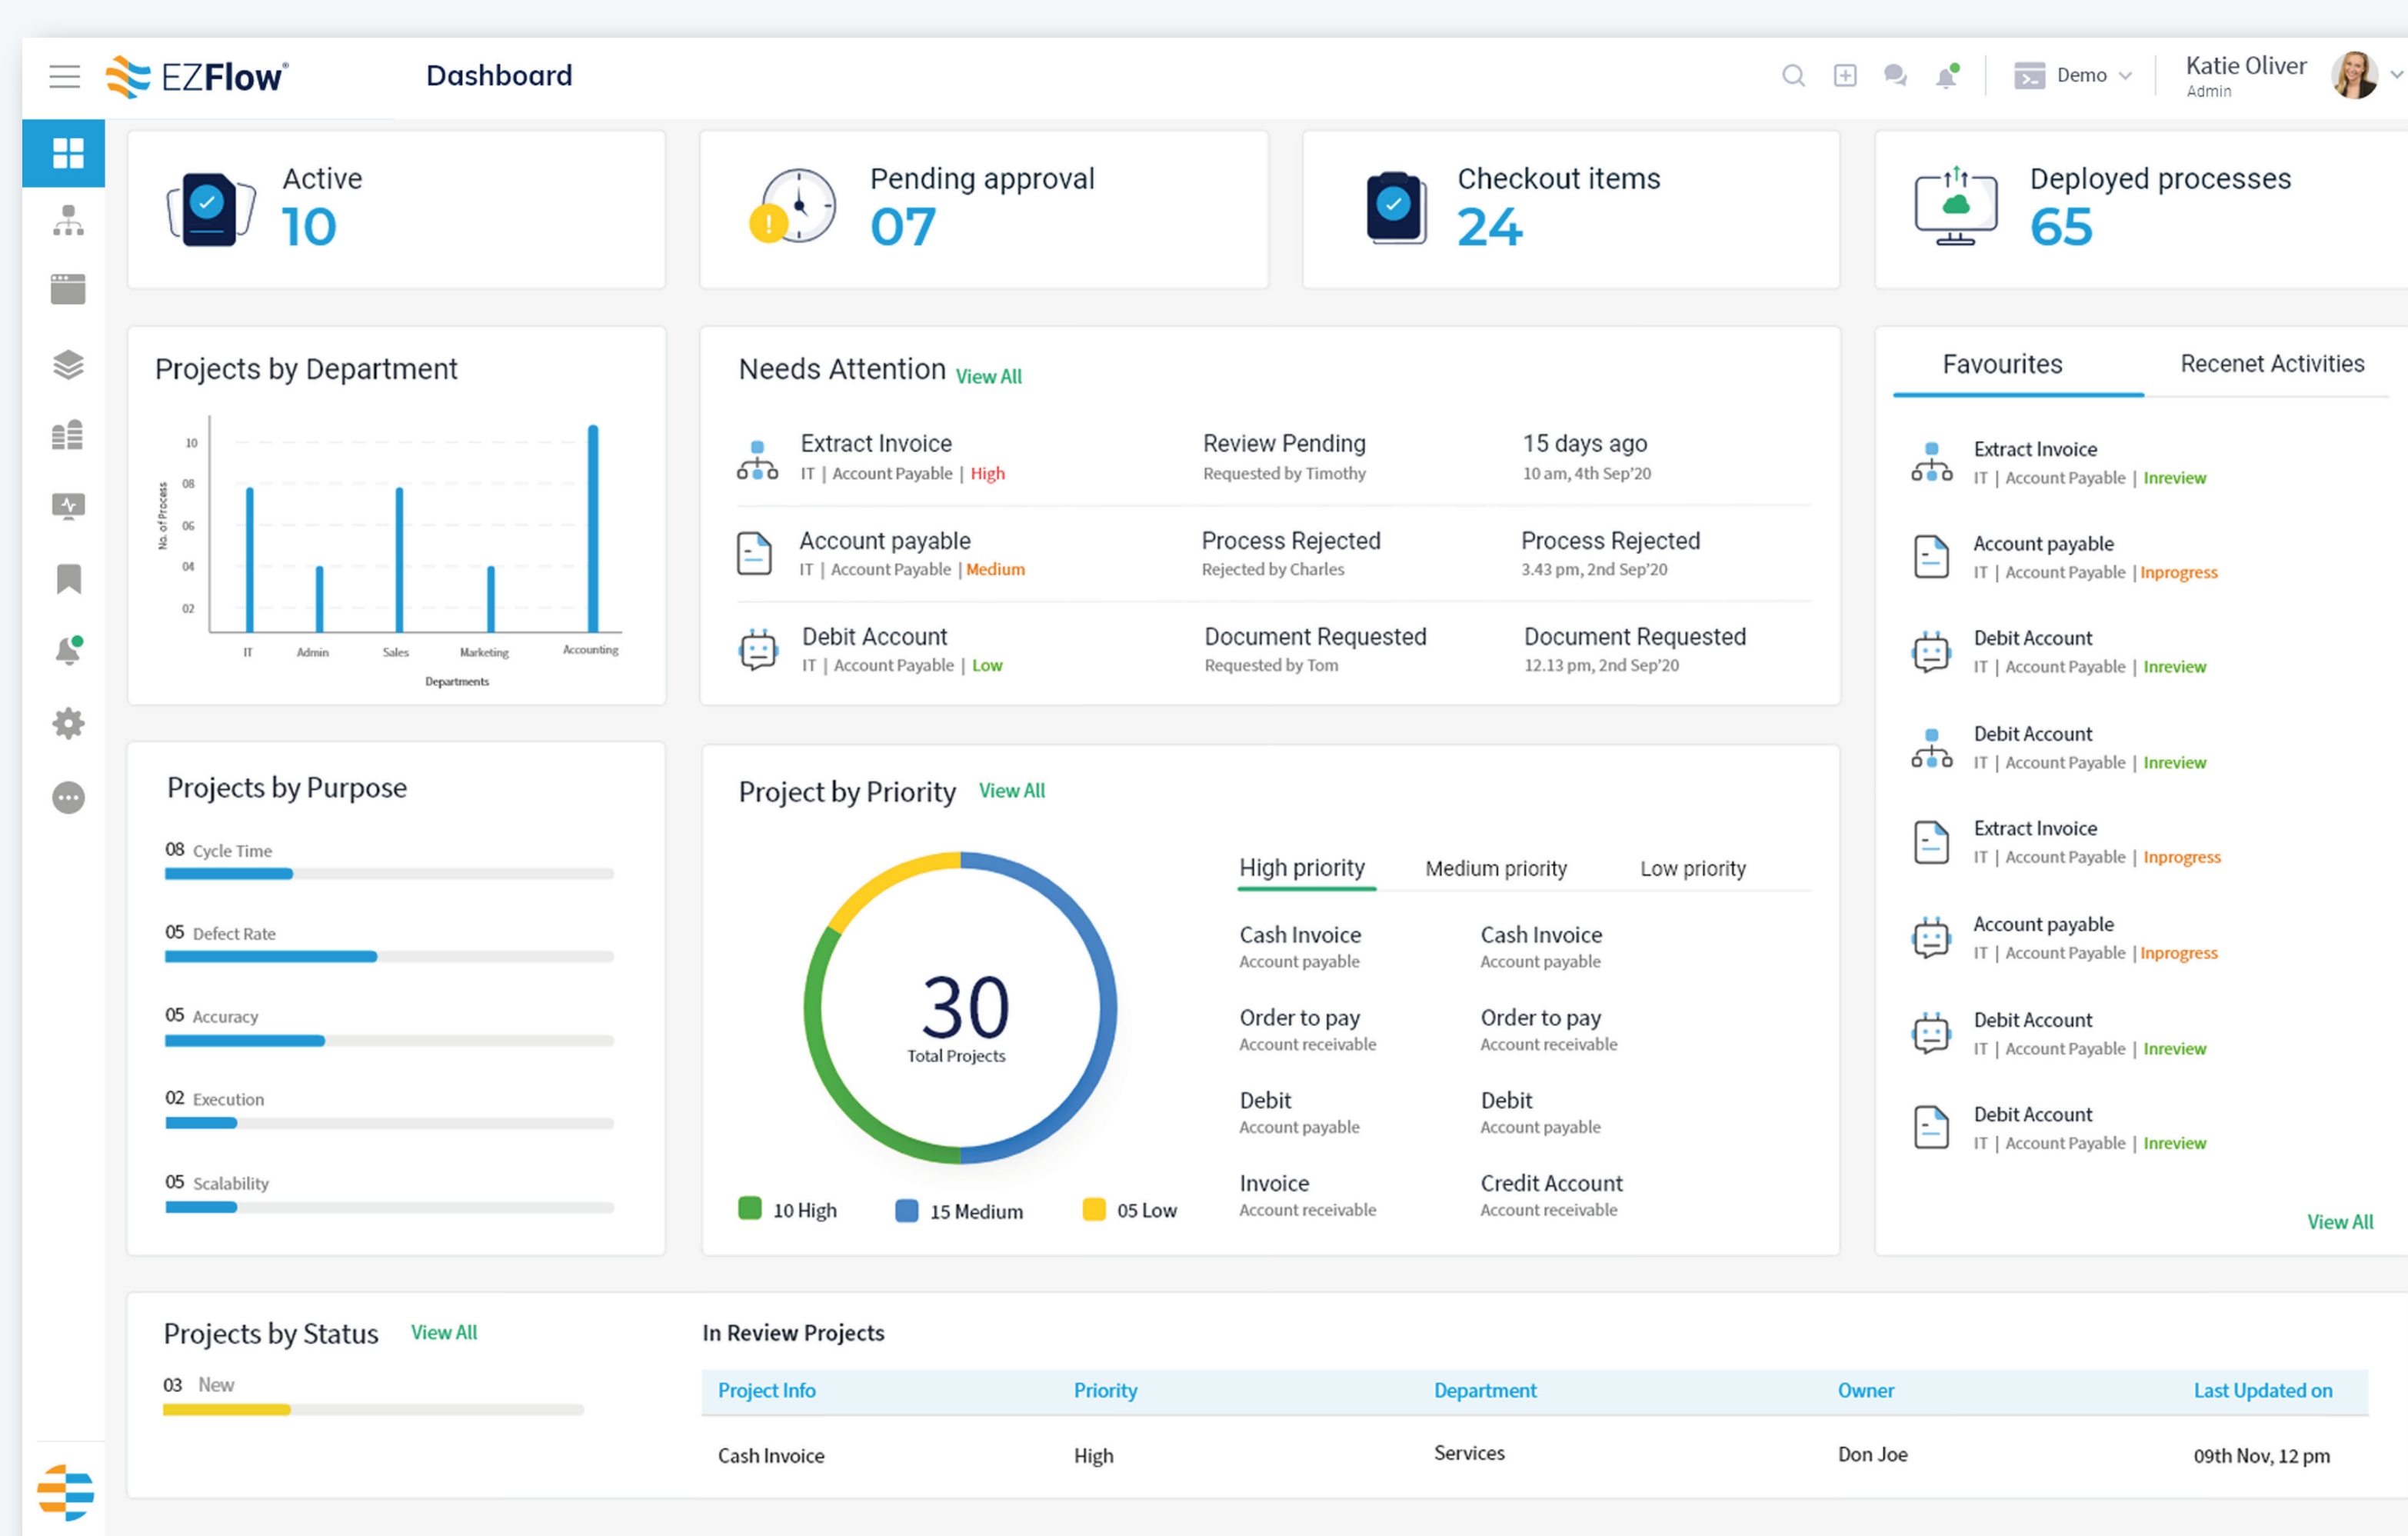 EZFlow®
Dashboard
Demo
Katie Oliver
Admin
Active
10
Pending approval
07
Checkout items
24
Deployed processes
65
Projects by Department
No. of Process
10
08
06
04
02
IT
Admin
Sales
Marketing
Accounting
Departments
Needs Attention View All
Extract Invoice
IT | Account Payable | High
Review Pending
Requested by Timothy
15 days ago
10 am, 4th Sep'20
Account payable
IT | Account Payable | Medium
Process Rejected
Rejected by Charles
Process Rejected
3.43 pm, 2nd Sep'20
Debit Account
IT | Account Payable | Low
Document Requested
Requested by Tom
Document Requested
12.13 pm, 2nd Sep'20
Favourites
Recenet Activities
Extract Invoice
IT | Account Payable | Inreview
Account payable
IT | Account Payable | Inprogress
Debit Account
IT | Account Payable | Inreview
Debit Account
IT | Account Payable | Inreview
Extract Invoice
IT | Account Payable | Inprogress
Account payable
IT | Account Payable | Inprogress
Debit Account
IT | Account Payable | Inreview
Debit Account
IT | Account Payable | Inreview
View All
Projects by Purpose
08 Cycle Time
05 Defect Rate
05 Accuracy
02 Execution
05 Scalability
Project by Priority View All
30
Total Projects
10 High
15 Medium
05 Low
High priority
Medium priority
Low priority
Cash Invoice
Account payable
Cash Invoice
Account payable
Order to pay
Account receivable
Order to pay
Account receivable
Debit
Account payable
Debit
Account payable
Invoice
Account receivable
Credit Account
Account receivable
Projects by Status View All
03 New
In Review Projects
Project Info
Priority
Department
Owner
Last Updated on
Cash Invoice
High
Services
Don Joe
09th Nov, 12 pm